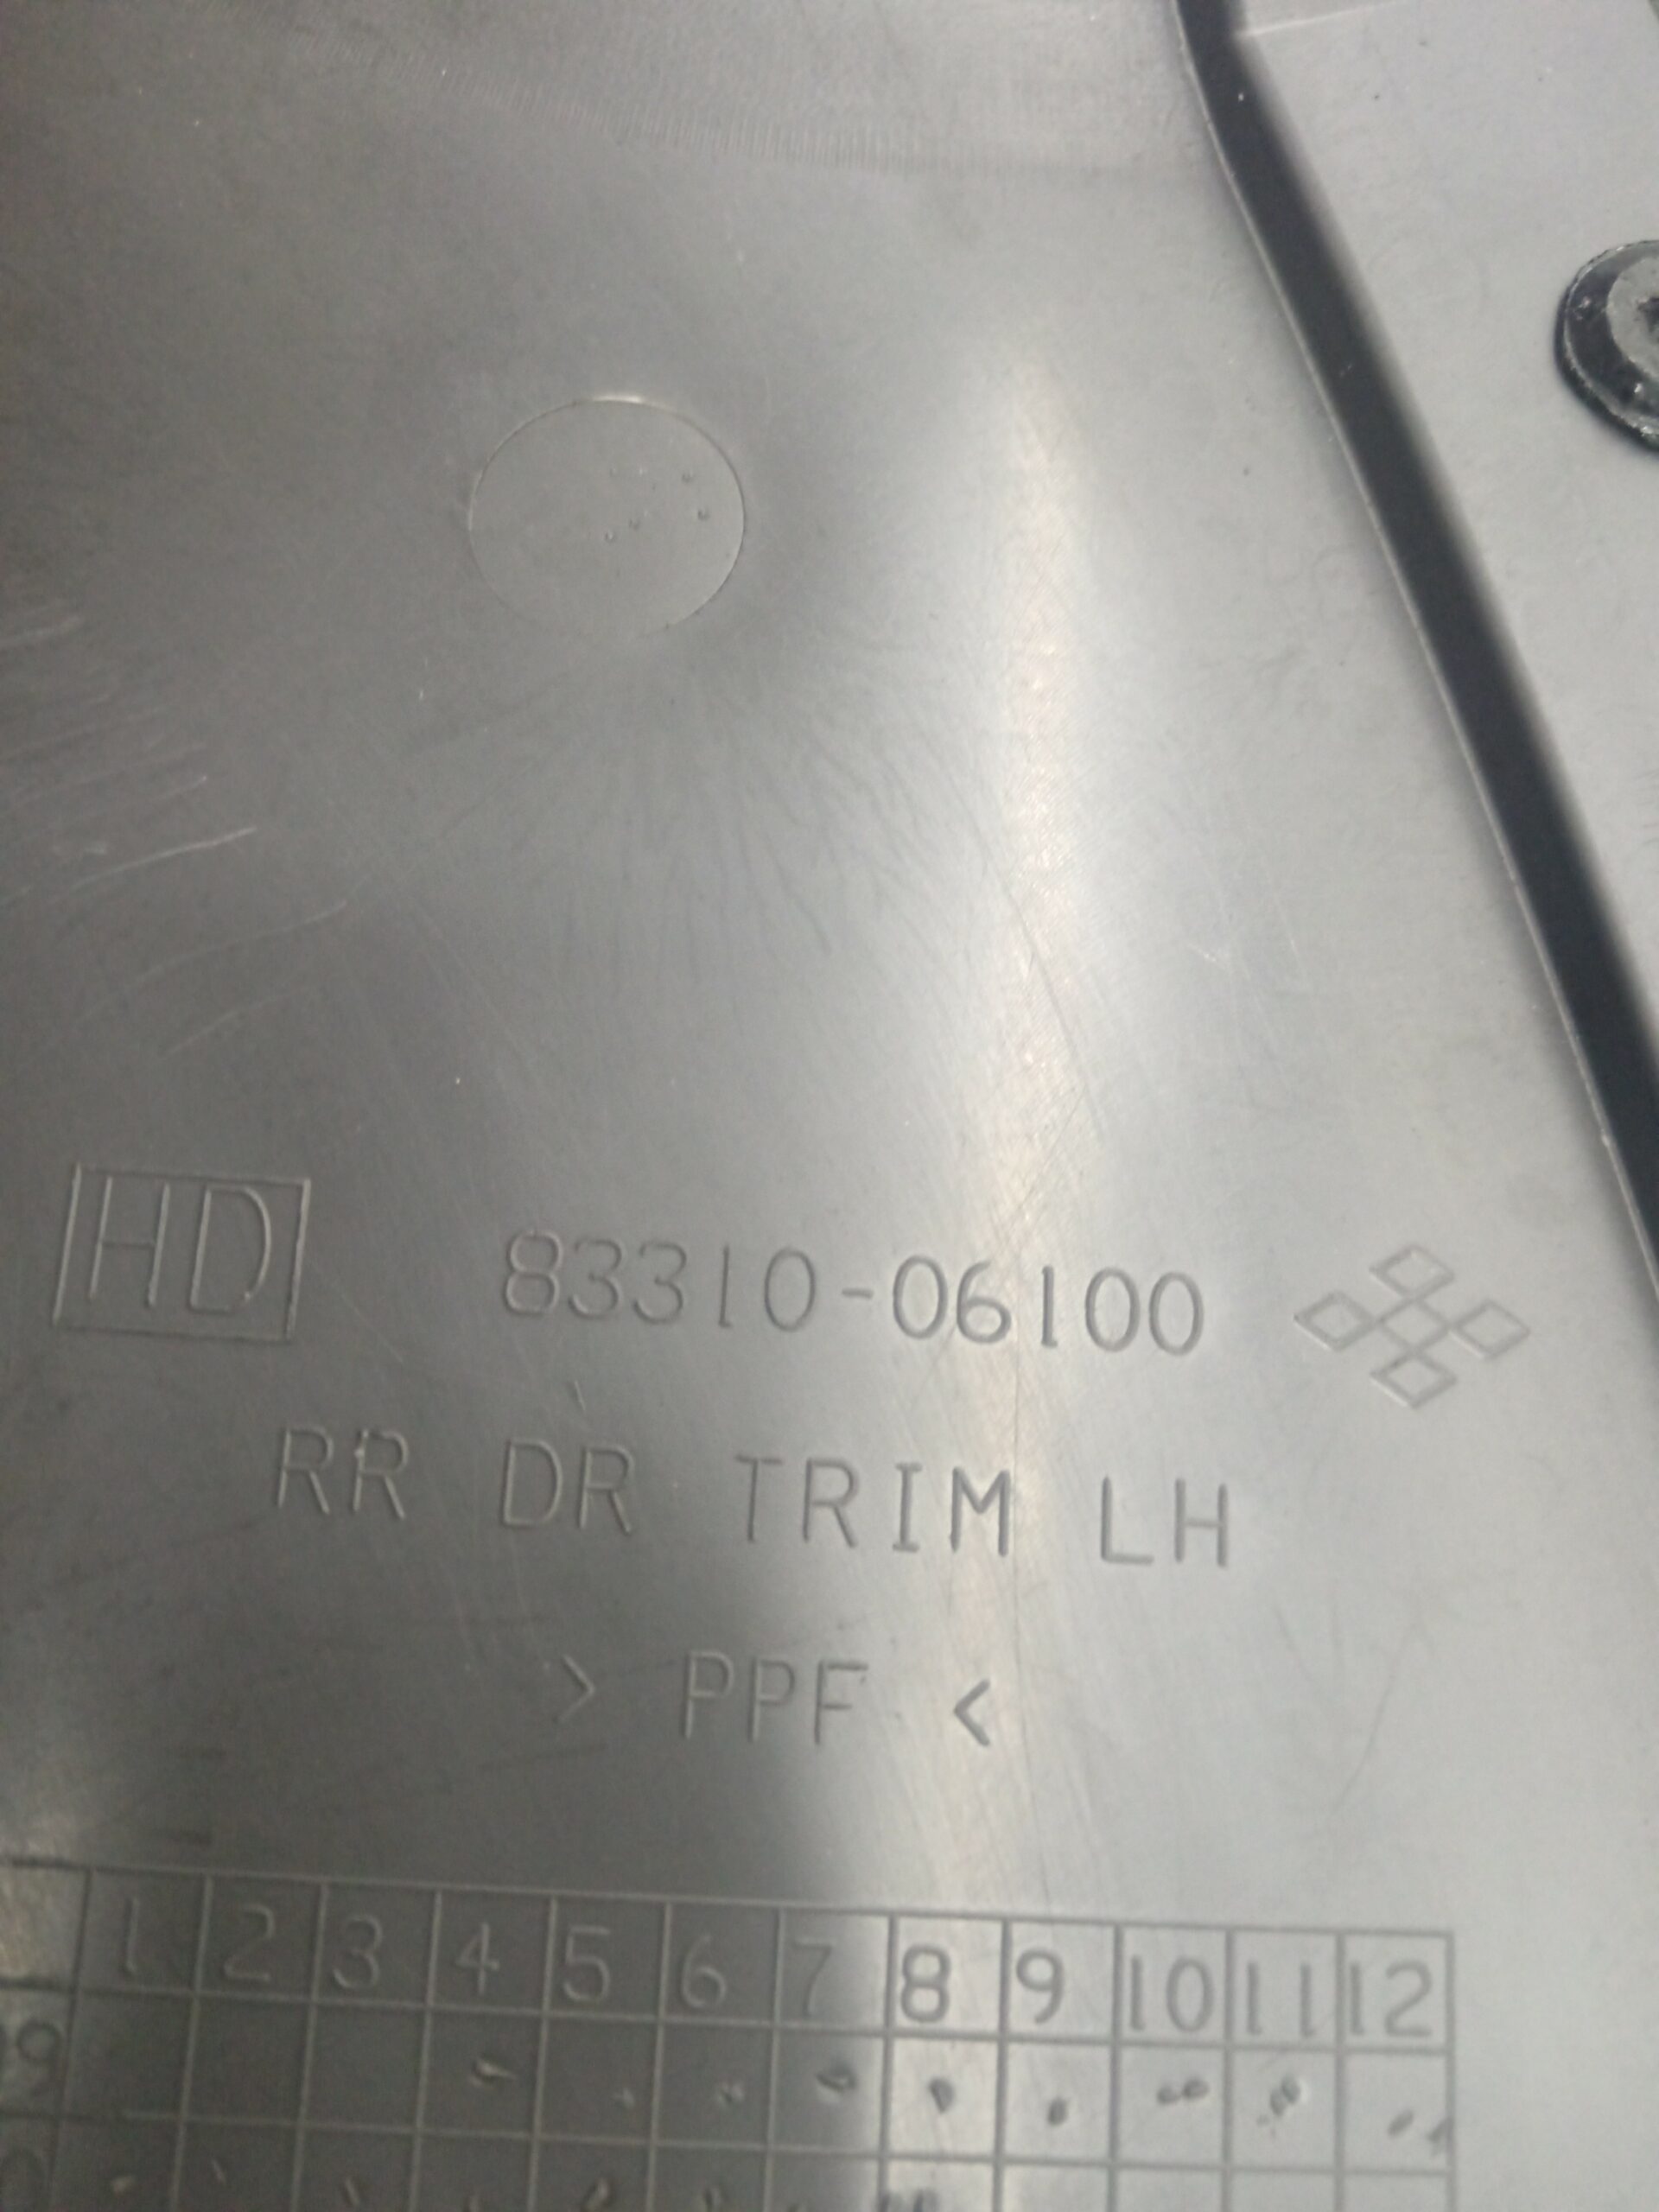 HD 83310-06100
RR DR TRIM LH
> PPF <
1 2 3 4 5 6 7 8 9 10 11 12
9